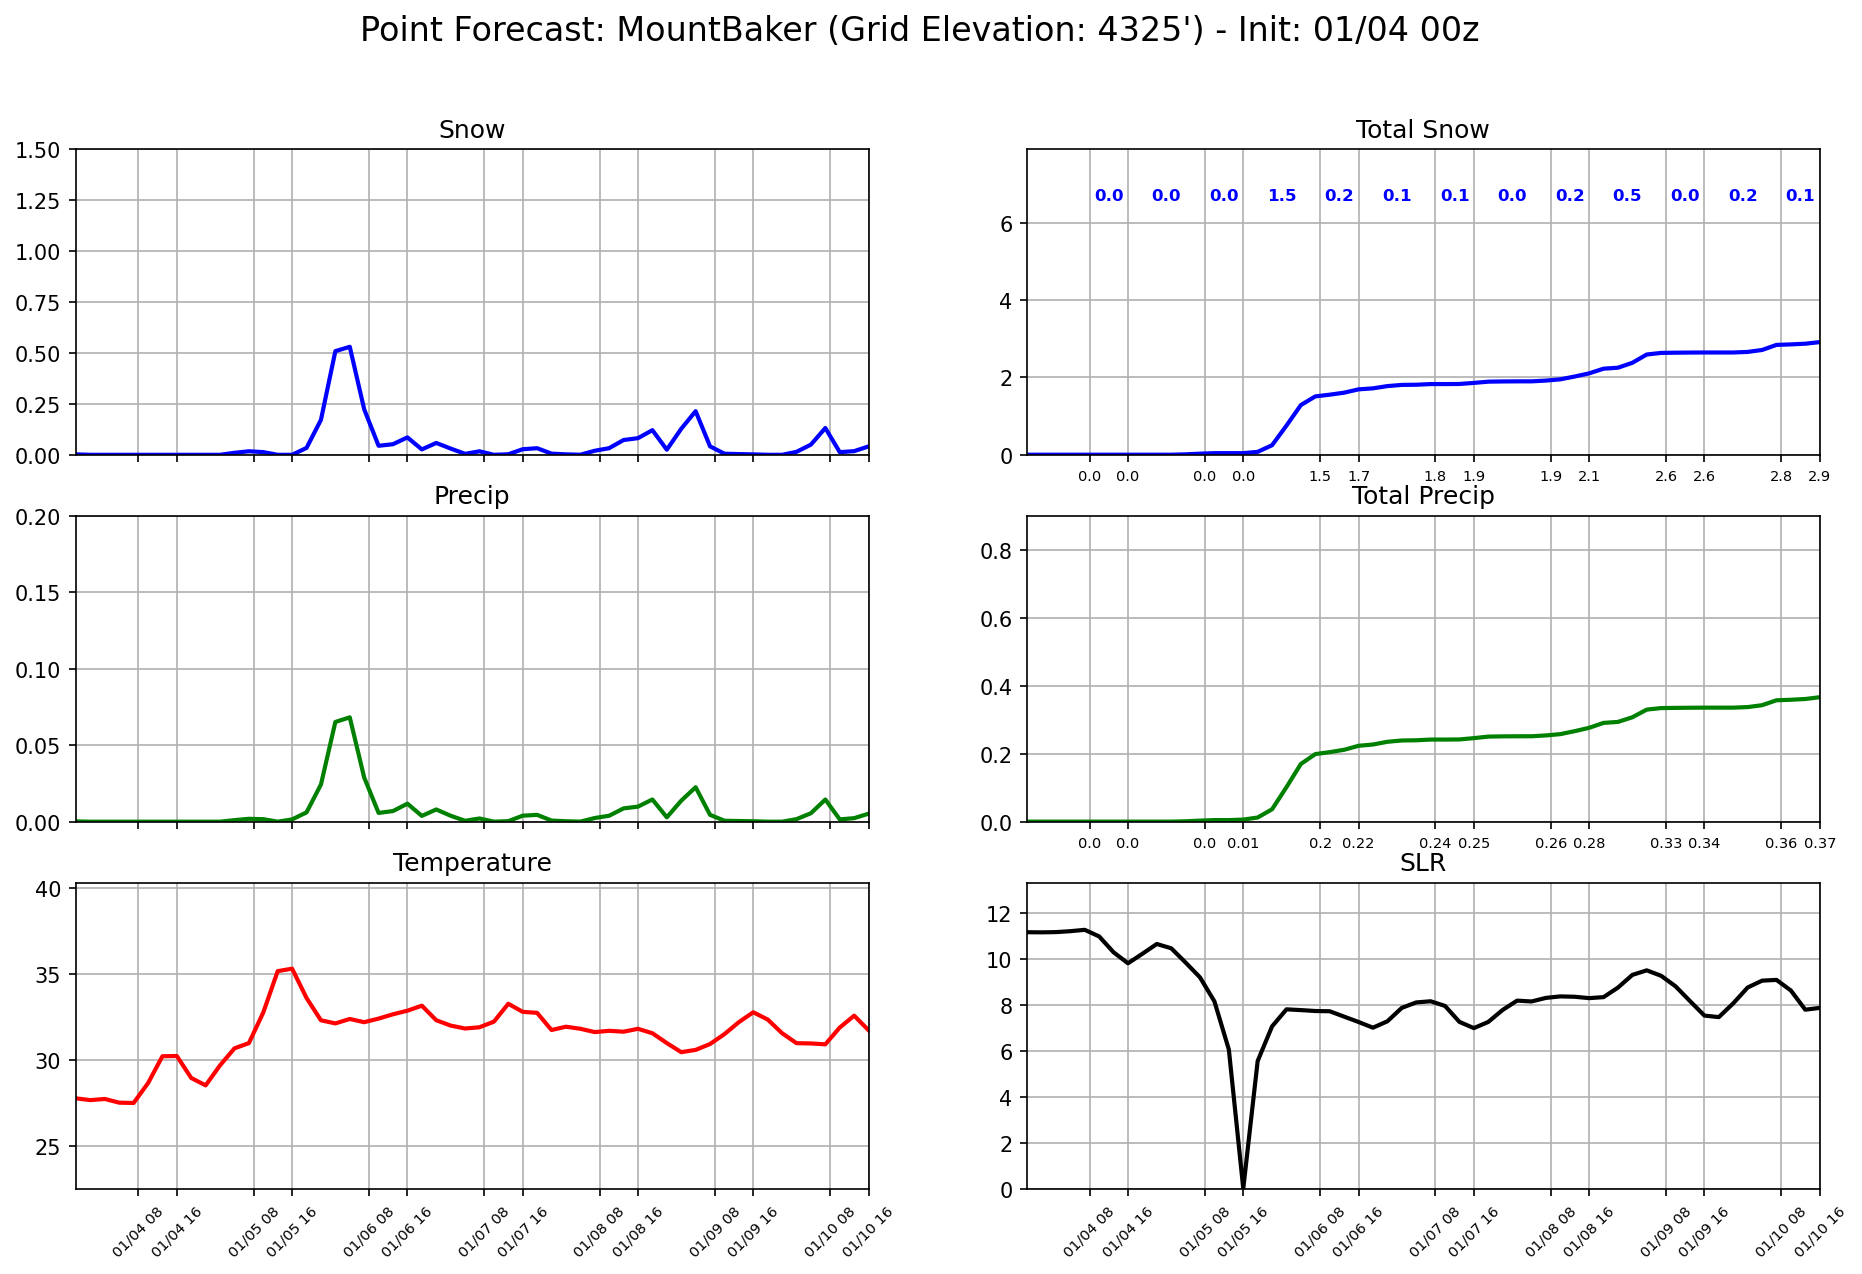 Point Forecast: MountBaker (Grid Elevation: 4325') - Init: 01/04 00z
Snow
1.50
1.25
1.00
0.75
0.50
0.25
0.00
Total Snow
0.0 0.0 0.0 1.5 0.2 0.1 0.1 0.0 0.2 0.5 0.0 0.2 0.1
6
4
2
0
0.0 0.0 0.0 0.0 1.5 1.7 1.8 1.9 1.9 2.1 2.6 2.6 2.8 2.9
Precip
0.20
0.15
0.10
0.05
0.00
Total Precip
0.8
0.6
0.4
0.2
0.0
0.0 0.0 0.0 0.01 0.2 0.22 0.24 0.25 0.26 0.28 0.33 0.34 0.36 0.37
Temperature
40
35
30
25
01/04 08 01/04 16 01/05 08 01/05 16 01/06 08 01/06 16 01/07 08 01/07 16 01/08 08 01/08 16 01/09 08 01/09 16 01/10 08 01/10 16
SLR
12
10
8
6
4
2
0
01/04 08 01/04 16 01/05 08 01/05 16 01/06 08 01/06 16 01/07 08 01/07 16 01/08 08 01/08 16 01/09 08 01/09 16 01/10 08 01/10 16